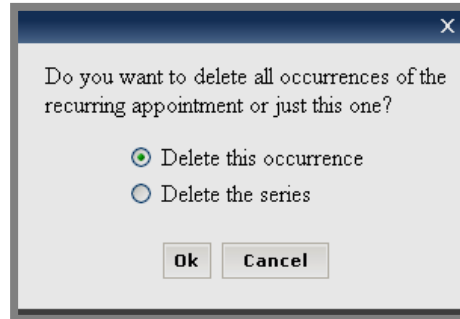 X
Do you want to delete all occurrences of the
recurring appointment or just this one?
Delete this occurrence
Delete the series
Ok Cancel